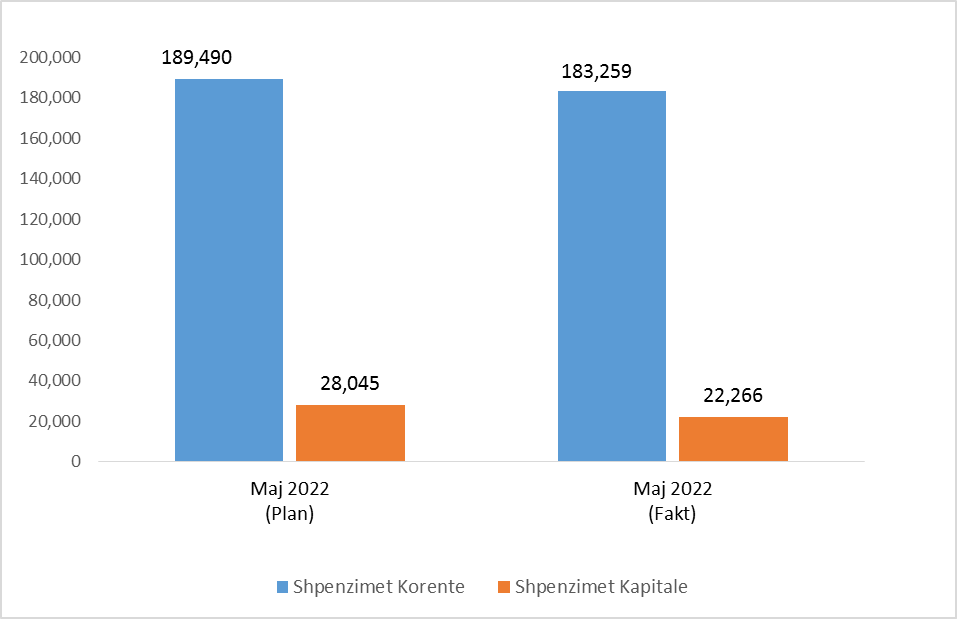 200,000
180,000
160,000
140,000
120,000
100,000
80,000
60,000
40,000
20,000
0
189,490
28,045
183,259
22,266
Maj 2022
(Plan)
Maj 2022
(Fakt)
Shpenzimet Korente
Shpenzimet Kapitale